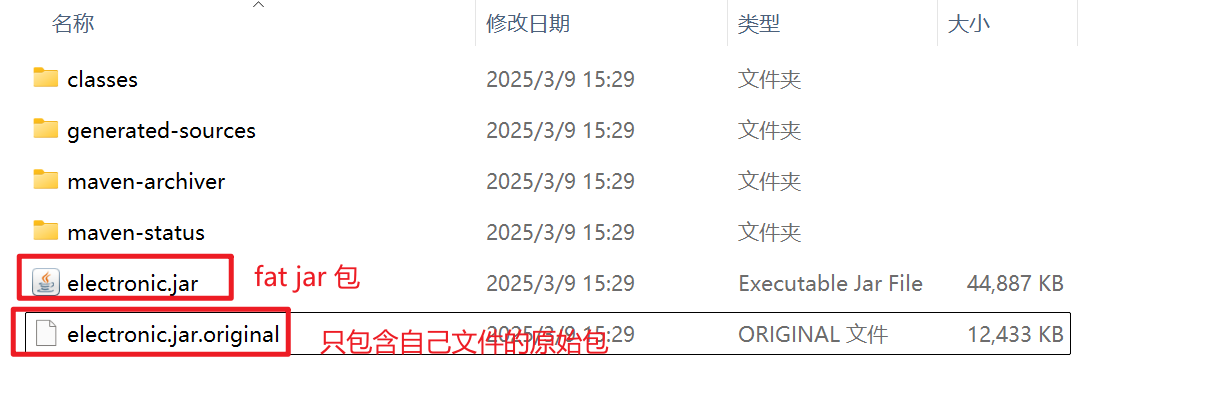 名称 修改日期 类型 大小
classes 2025/3/9 15:29 文件夹
generated-sources 2025/3/9 15:29 文件夹
maven-archiver 2025/3/9 15:29 文件夹
maven-status 2025/3/9 15:29 文件夹
electronic.jar fat jar 包 2025/3/9 15:29 Executable Jar File 44,887 KB
electronic.jar.original 只包含自己文件的原始包 2025/3/9 15:29 ORIGINAL 文件 12,433 KB